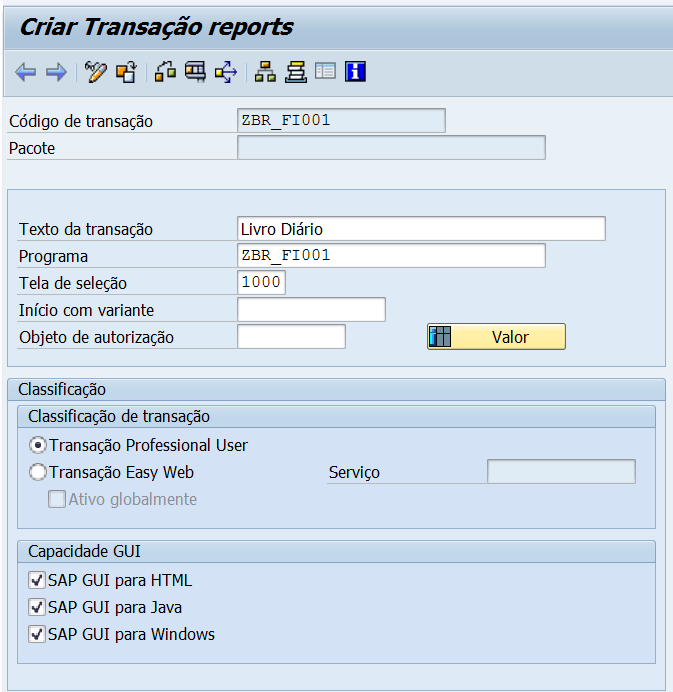 Criar Transação reports
Código de transação ZBR_FI001
Pacote
Texto da transação Livro Diário
Programa ZBR_FI001
Tela de seleção 1000
Início com variante
Objeto de autorização Valor
Classificação
Classificação de transação
Transação Professional User
Transação Easy Web Serviço
Ativo globalmente
Capacidade GUI
SAP GUI para HTML
SAP GUI para Java
SAP GUI para Windows